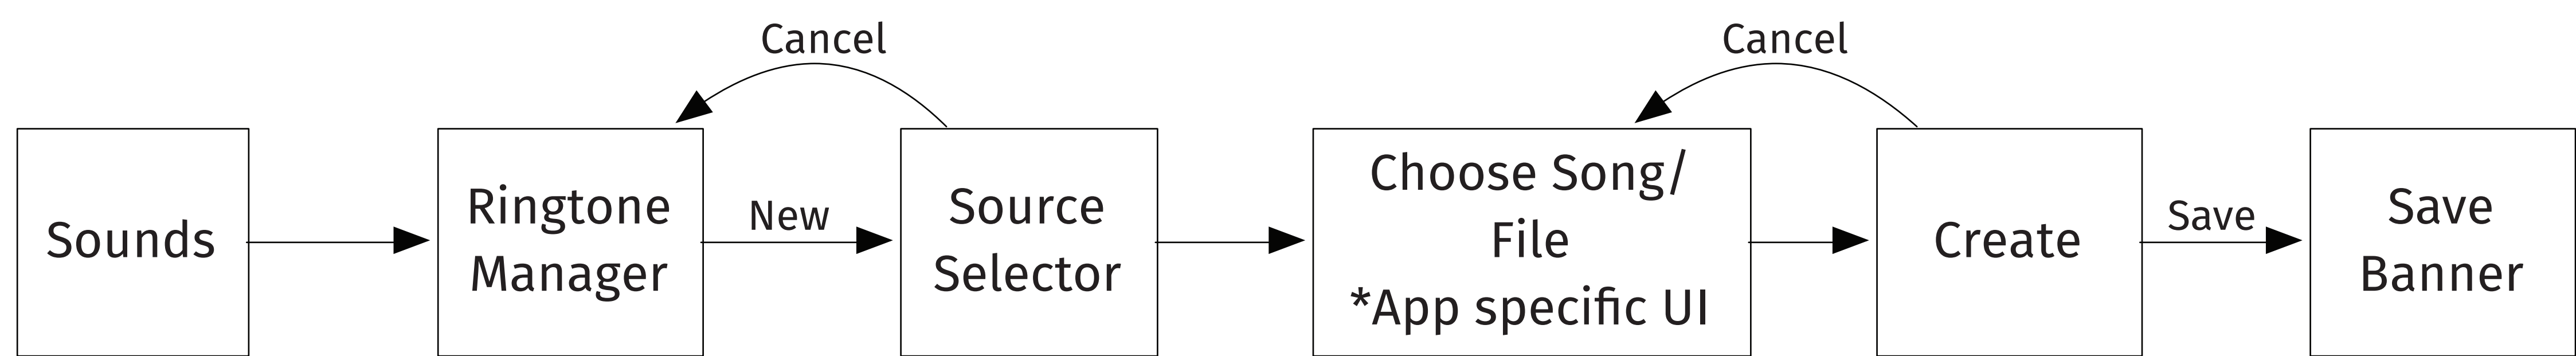 Cancel
Cancel
Sounds
Ringtone
Manager
New
Source
Selector
Choose Song/
File
*App specific UI
Create
Save
Save
Banner